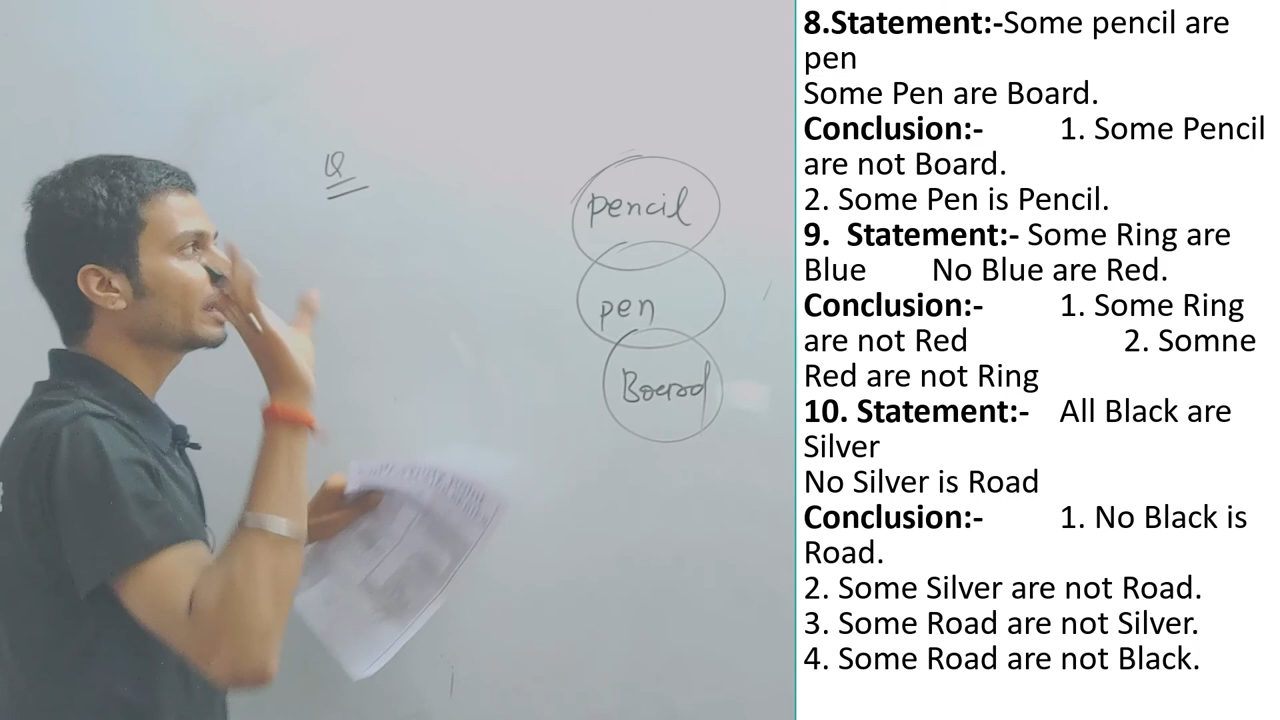 Q
pencil
pen
Board
8.Statement:-Some pencil are
pen
Some Pen are Board.
Conclusion:- 1. Some Pencil
are not Board.
2. Some Pen is Pencil.
9. Statement:- Some Ring are
Blue No Blue are Red.
Conclusion:- 1. Some Ring
are not Red 2. Somne
Red are not Ring
10. Statement:- All Black are
Silver
No Silver is Road
Conclusion:- 1. No Black is
Road.
2. Some Silver are not Road.
3. Some Road are not Silver.
4. Some Road are not Black.